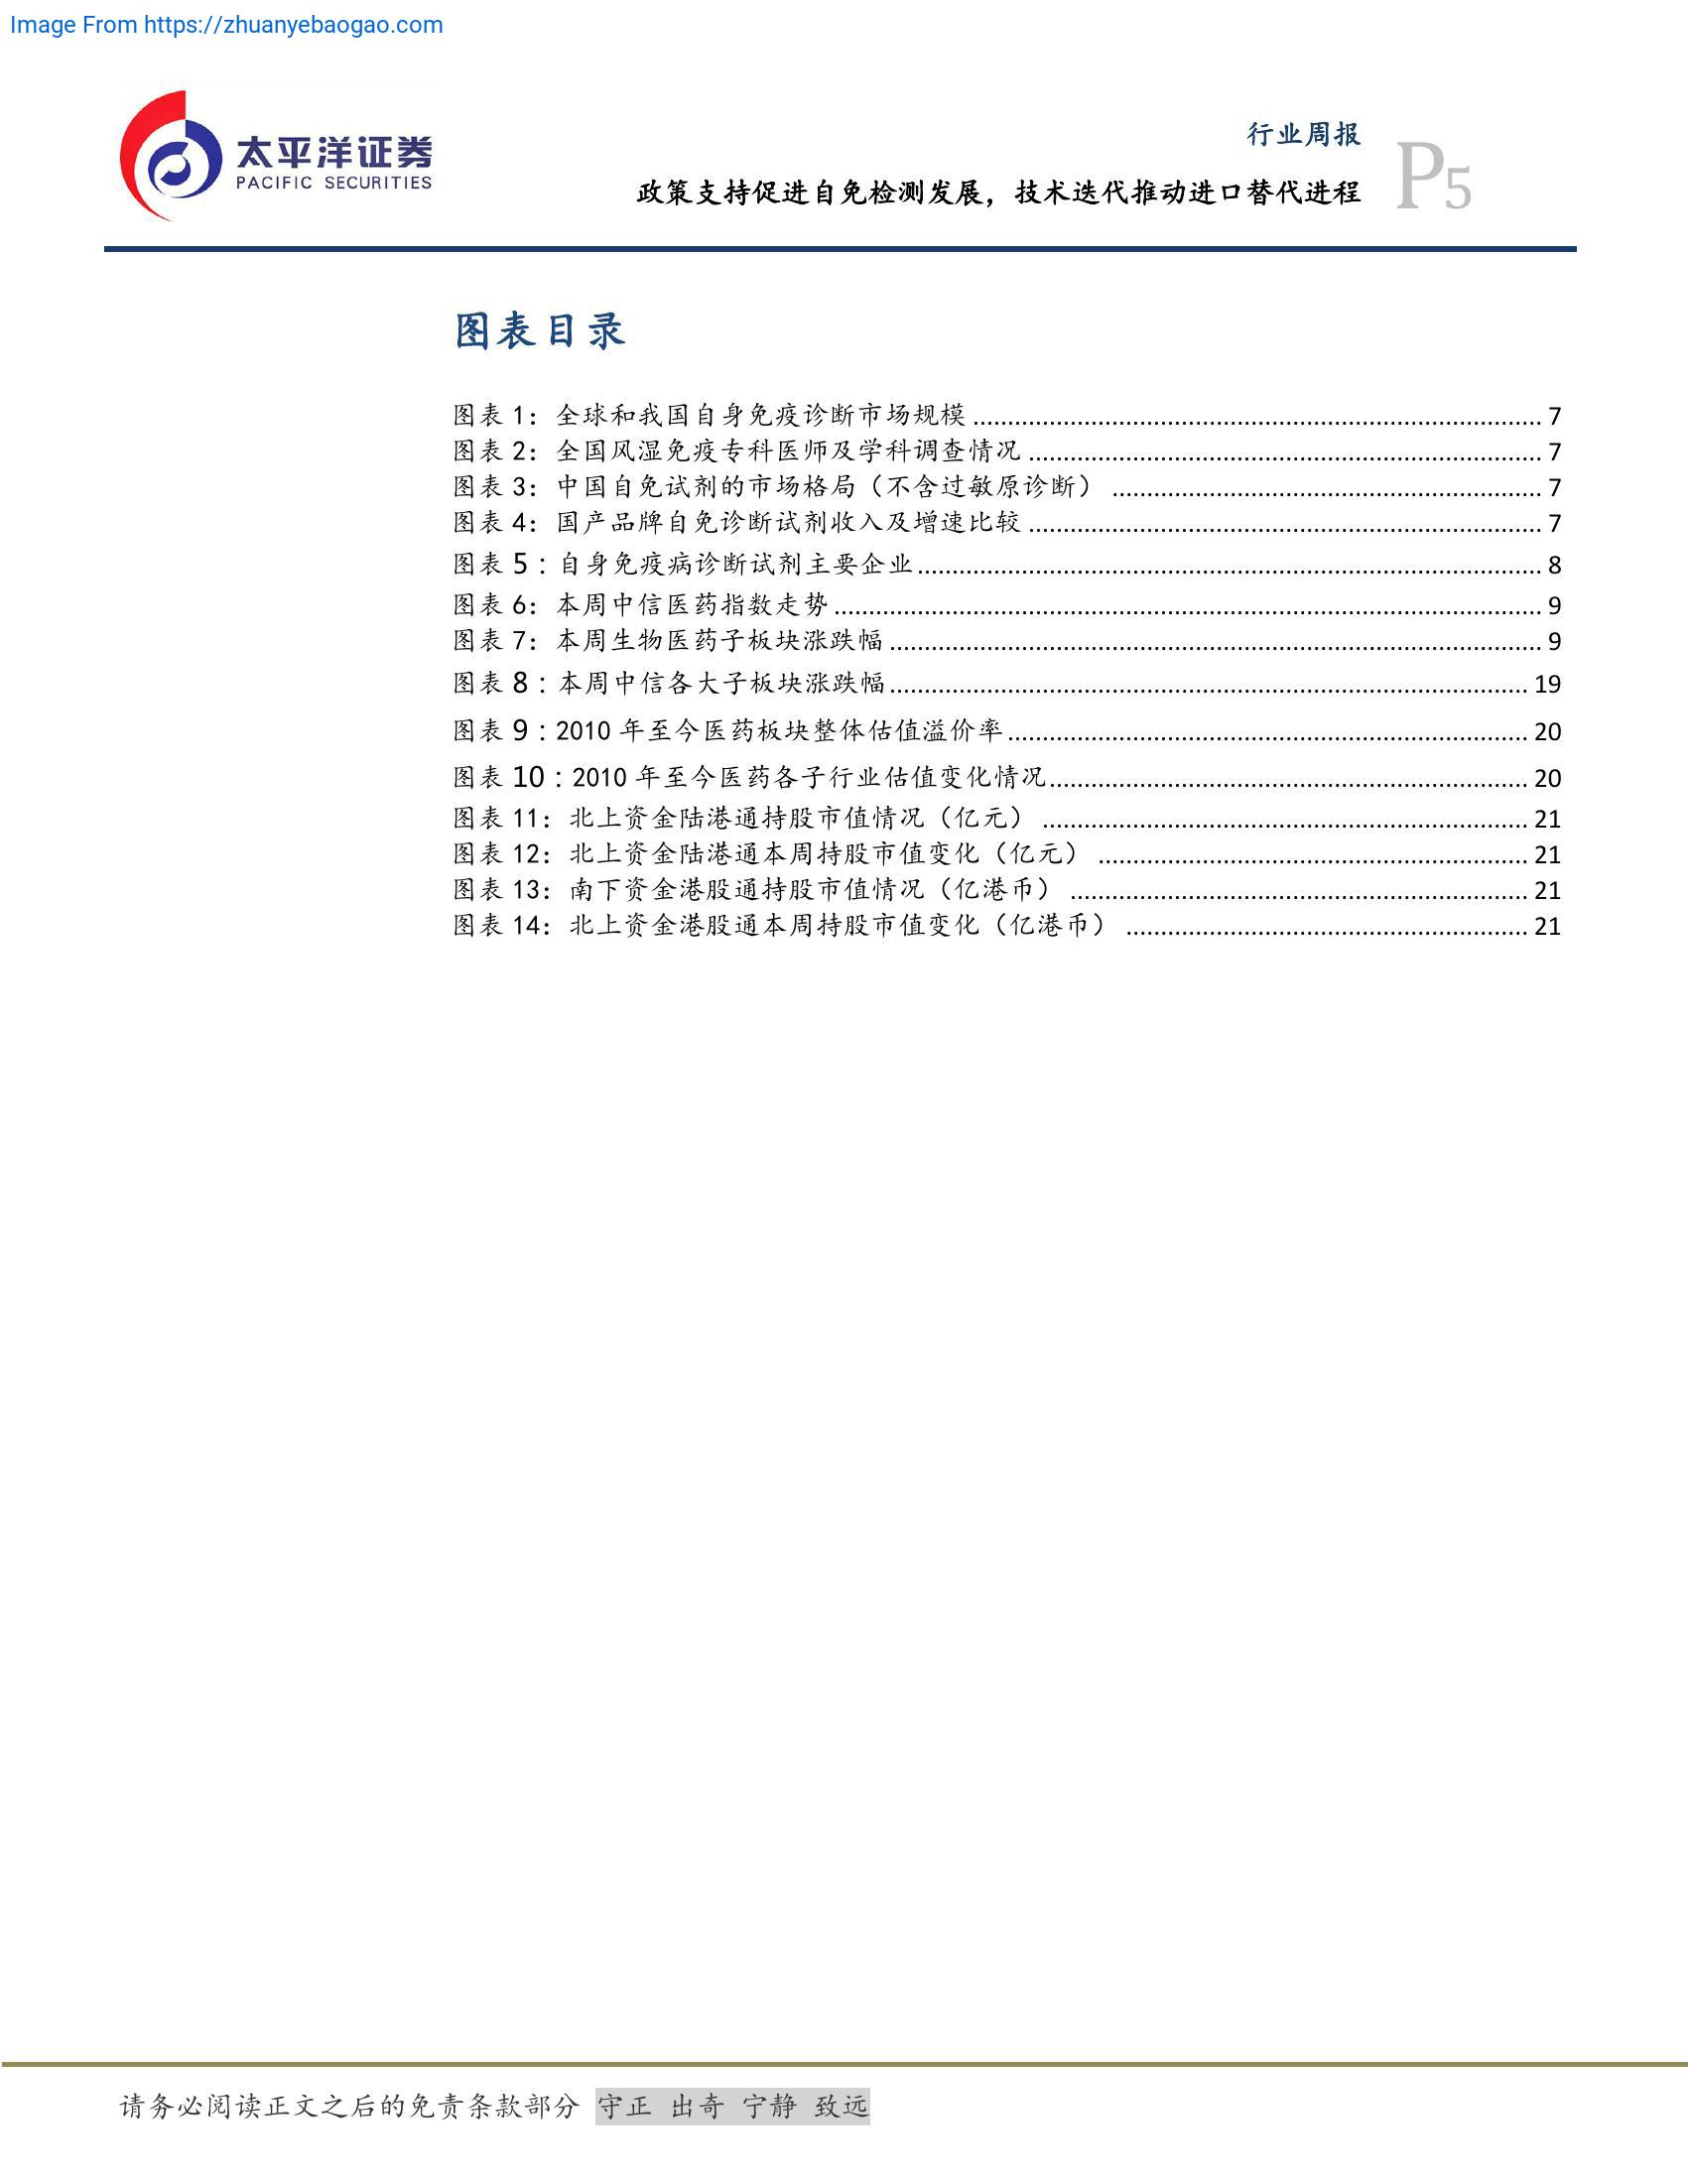 Image From https://zhuanyebaogao.com
太平洋证券
PACIFIC SECURITIES
行业周报
政策支持促进自免检测发展，技术迭代推动进口替代进程
P5
图表目录
图表 1：全球和我国自身免疫诊断市场规模 ........ 7
图表 2：全国风湿免疫专科医师及学科调查情况 ........ 7
图表 3：中国自免试剂的市场格局（不含过敏原诊断） ........ 7
图表 4：国产品牌自免诊断试剂收入及增速比较 ........ 7
图表 5：自身免疫病诊断试剂主要企业 ........ 8
图表 6：本周中信医药指数走势 ........ 9
图表 7：本周生物医药子板块涨跌幅 ........ 9
图表 8：本周中信各大子板块涨跌幅 ........ 19
图表 9：2010 年至今医药板块整体估值溢价率 ........ 20
图表 10：2010 年至今医药各子行业估值变化情况 ........ 20
图表 11：北上资金陆港通持股市值情况（亿元） ........ 21
图表 12：北上资金陆港通本周持股市值变化（亿元） ........ 21
图表 13：南下资金港股通持股市值情况（亿港币） ........ 21
图表 14：北上资金港股通本周持股市值变化（亿港币） ........ 21
请务必阅读正文之后的免责条款部分 守正 出奇 宁静 致远